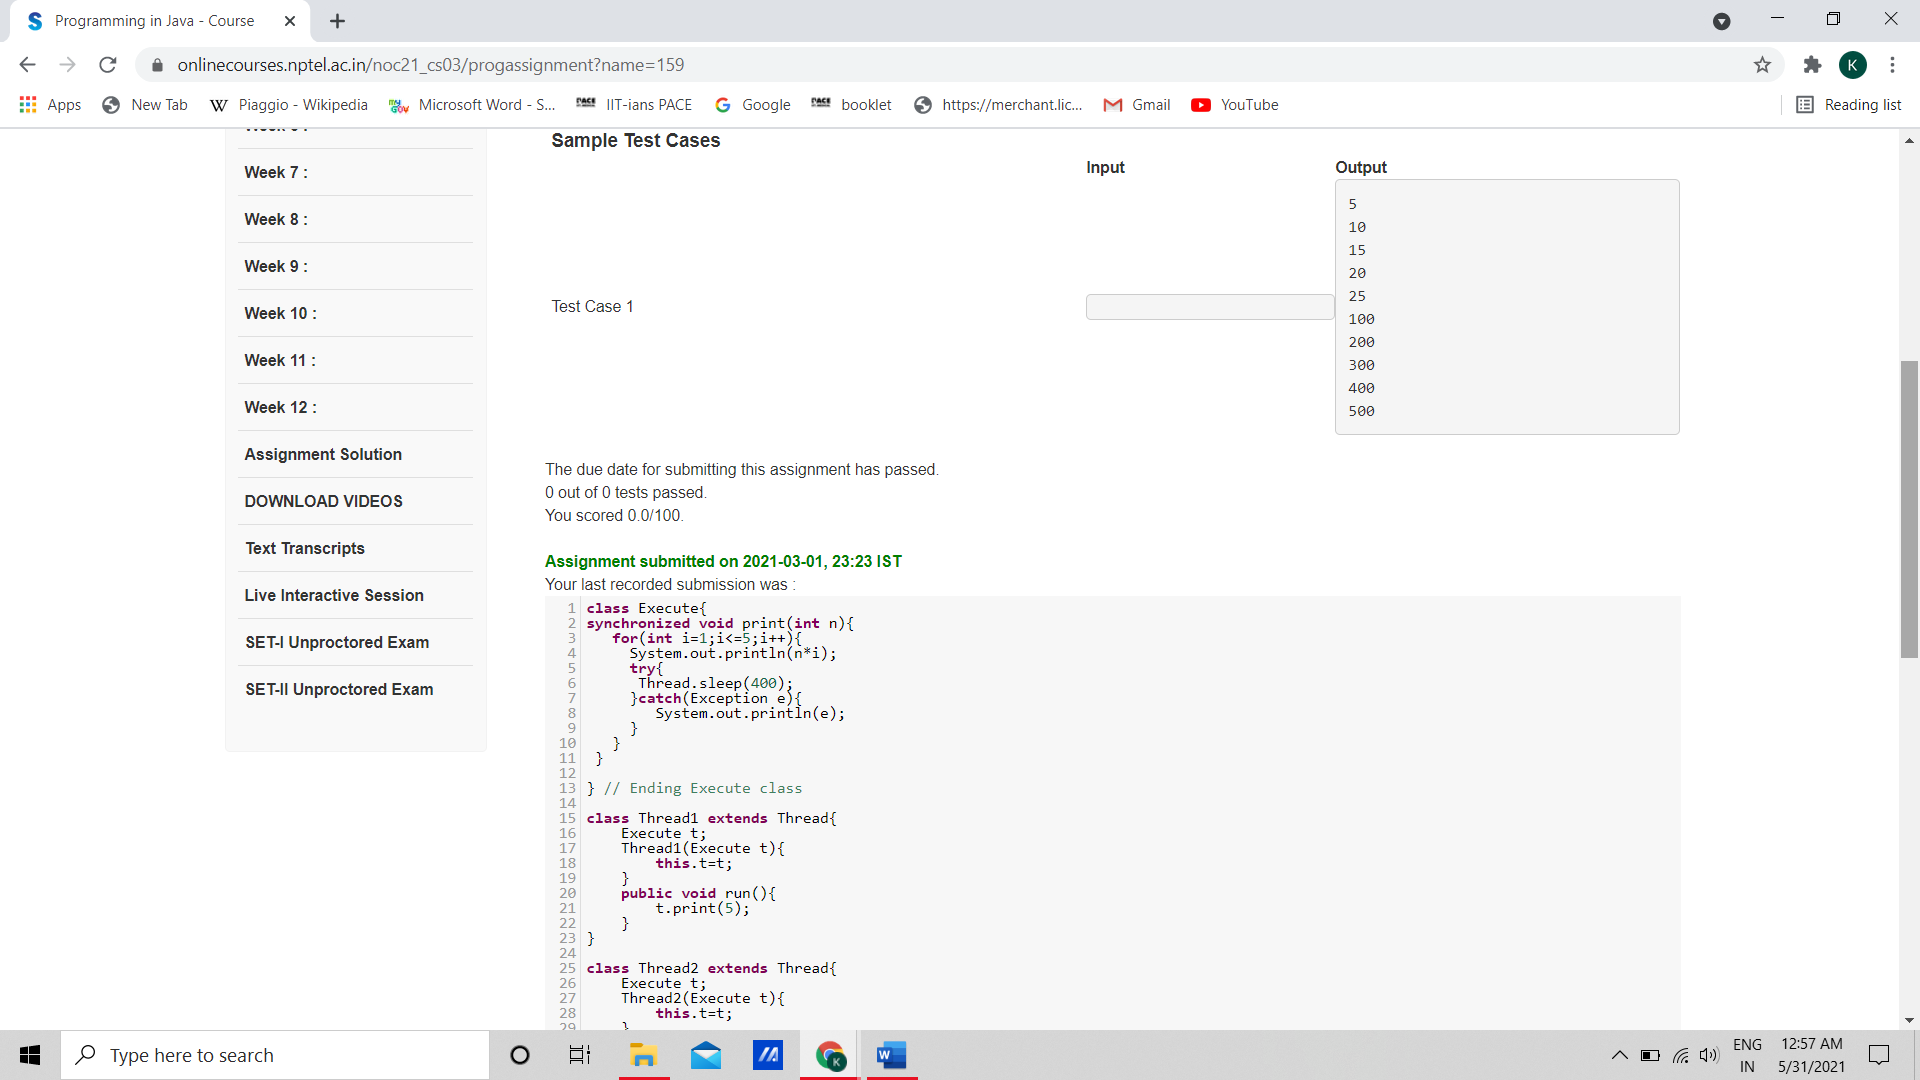 Programming in Java - Course
onlinecourses.nptel.ac.in/noc21_cs03/progassignment?name=159
K
Apps New Tab Piaggio - Wikipedia Microsoft Word - S... IIT-ians PACE Google booklet https://merchant.lic... Gmail YouTube Reading list
Week 7 :
Week 8 :
Week 9 :
Week 10 :
Week 11 :
Week 12 :
Assignment Solution
DOWNLOAD VIDEOS
Text Transcripts
Live Interactive Session
SET-I Unproctored Exam
SET-II Unproctored Exam
Sample Test Cases
Input Output
Test Case 1
5
10
15
20
25
100
200
300
400
500
The due date for submitting this assignment has passed.
0 out of 0 tests passed.
You scored 0.0/100.
Assignment submitted on 2021-03-01, 23:23 IST
Your last recorded submission was :
1 class Execute{
2 synchronized void print(int n){
3 for(int i=1;i<=5;i++){
4 System.out.println(n*i);
5 try{
6 Thread.sleep(400);
7 }catch(Exception e){
8 System.out.println(e);
9 }
10 }
11 }
12
13 } // Ending Execute class
14
15 class Thread1 extends Thread{
16 Execute t;
17 Thread1(Execute t){
18 this.t=t;
19 }
20 public void run(){
21 t.print(5);
22 }
23 }
24
25 class Thread2 extends Thread{
26 Execute t;
27 Thread2(Execute t){
28 this.t=t;
29 }
Type here to search
ENG
IN
12:57 AM
5/31/2021